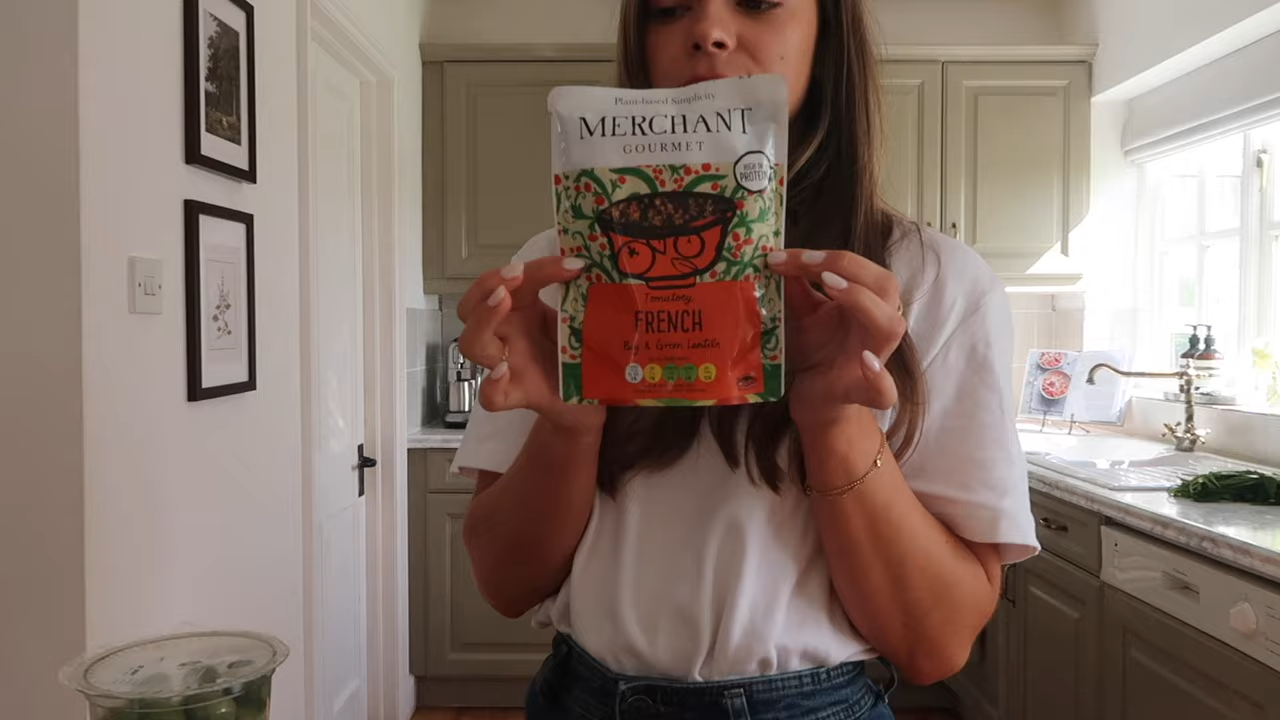 Plant-based Simplicity
MERCHANT
GOURMET
HIGH IN
PROTEIN
Tomatoey
FRENCH
Puy & Green Lentils